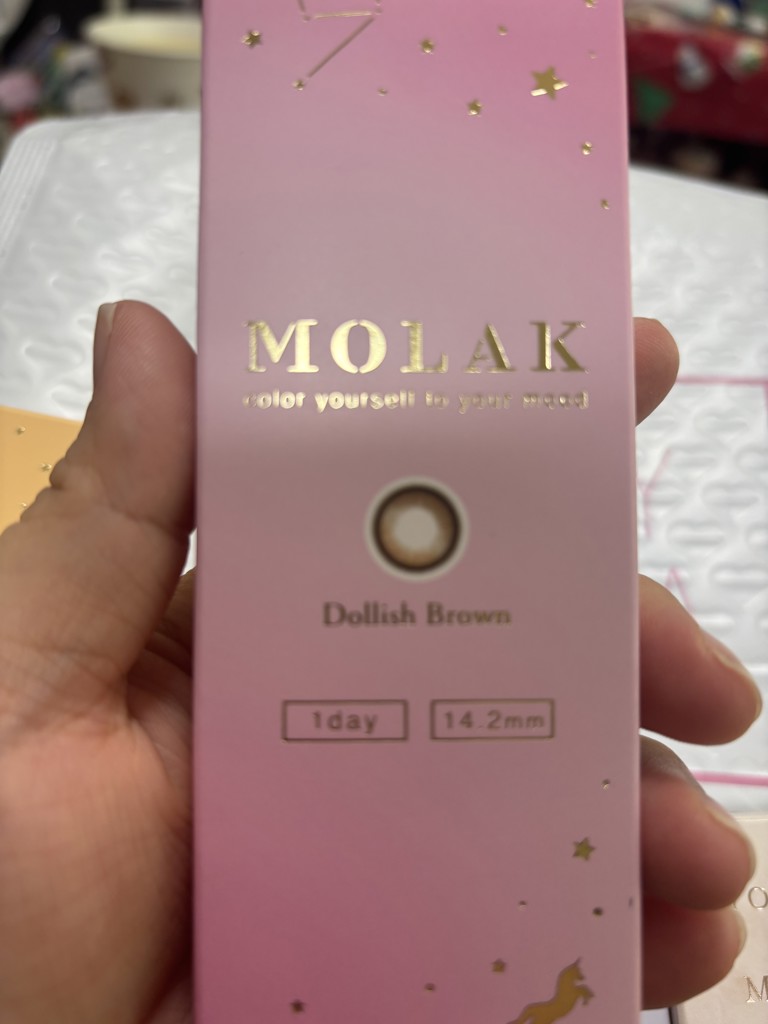 MOLAK
color yourself to your mood
Dollish Brown
1day
14.2mm